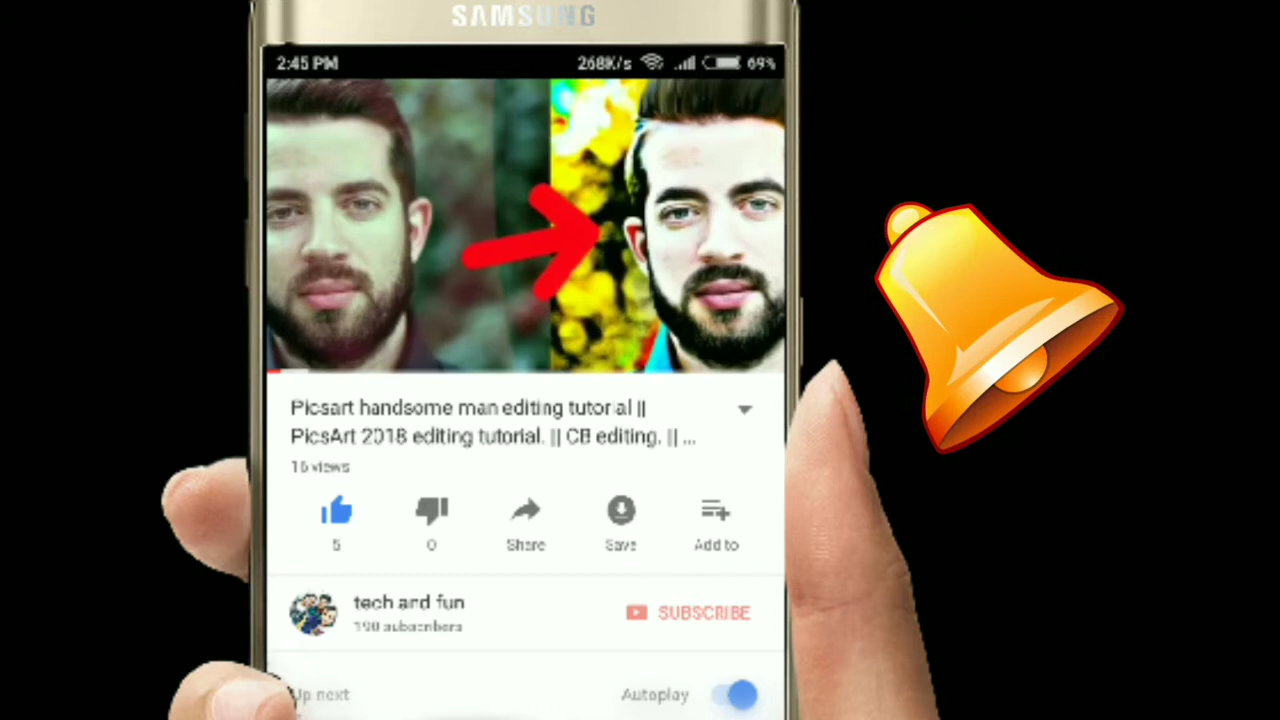 SAMSUNG
2:45 PM 268K/s 69%
Picsart handsome man editing tutorial ||
PicsArt 2018 editing tutorial. || CB editing. || ...
16 views
5 0 Share Save Add to
tech and fun
SUBSCRIBE
190 subscribers
Up next Autoplay